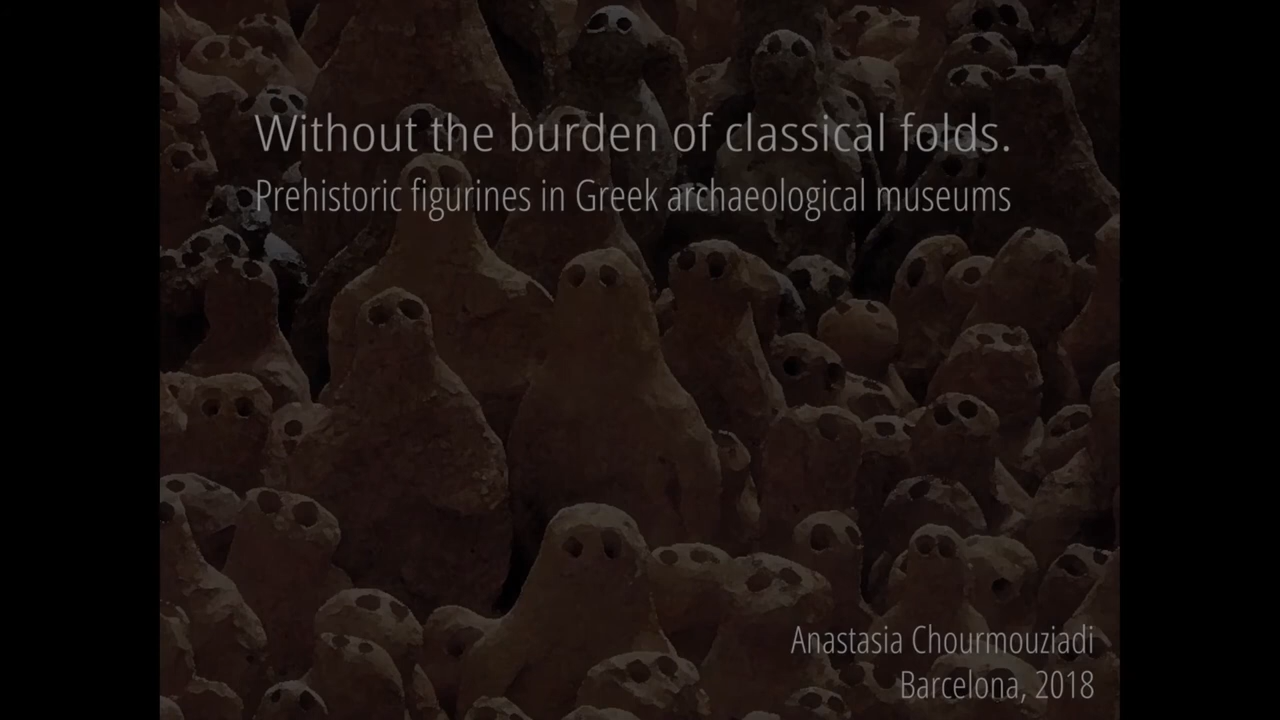 Without the burden of classical folds.
Prehistoric figurines in Greek archaeological museums
Anastasia Chourmouziadi
Barcelona, 2018